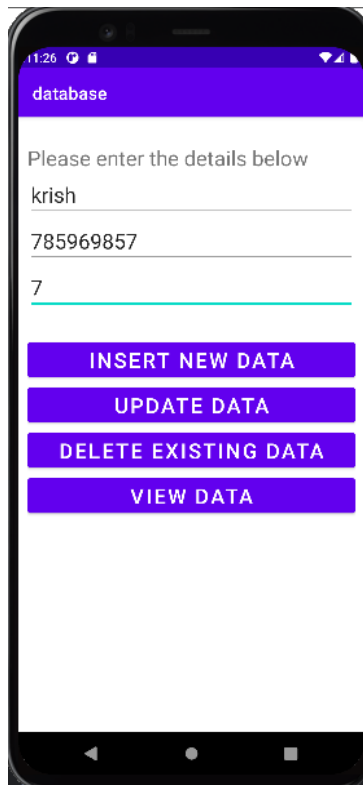 11:26
database
Please enter the details below
krish
785969857
7
INSERT NEW DATA
UPDATE DATA
DELETE EXISTING DATA
VIEW DATA